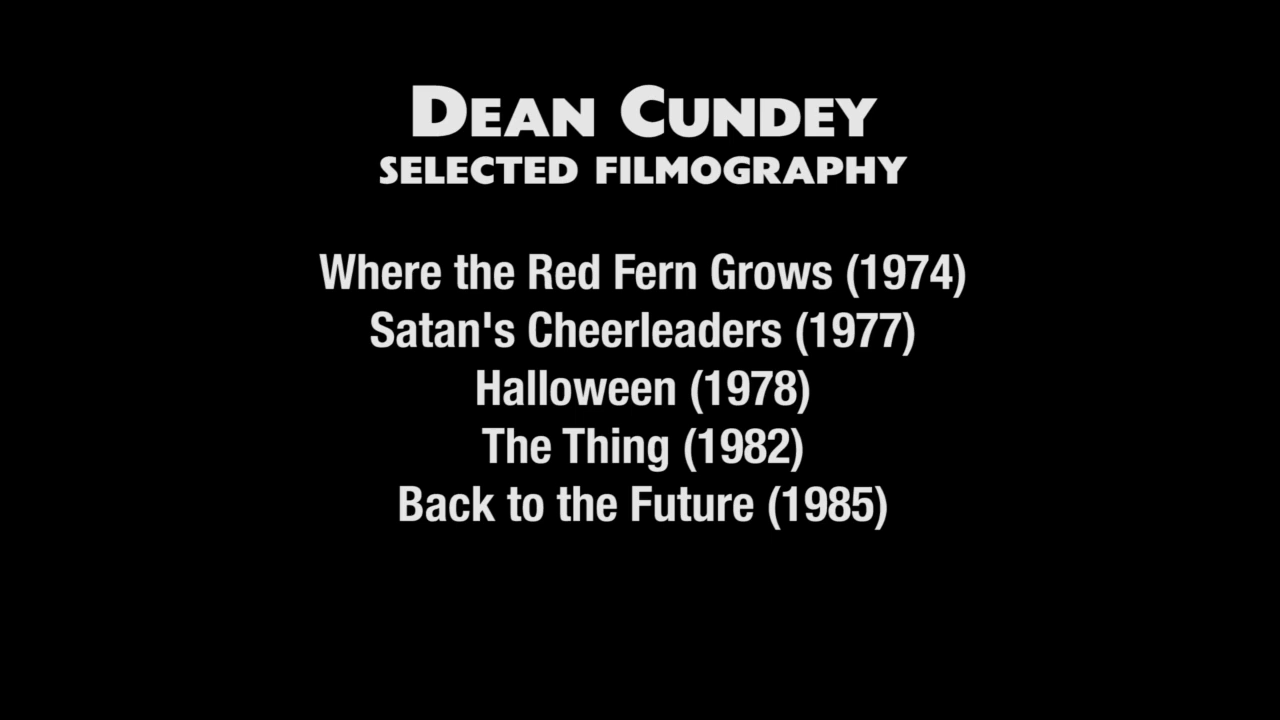 DEAN CUNDEY
SELECTED FILMOGRAPHY
Where the Red Fern Grows (1974)
Satan's Cheerleaders (1977)
Halloween (1978)
The Thing (1982)
Back to the Future (1985)